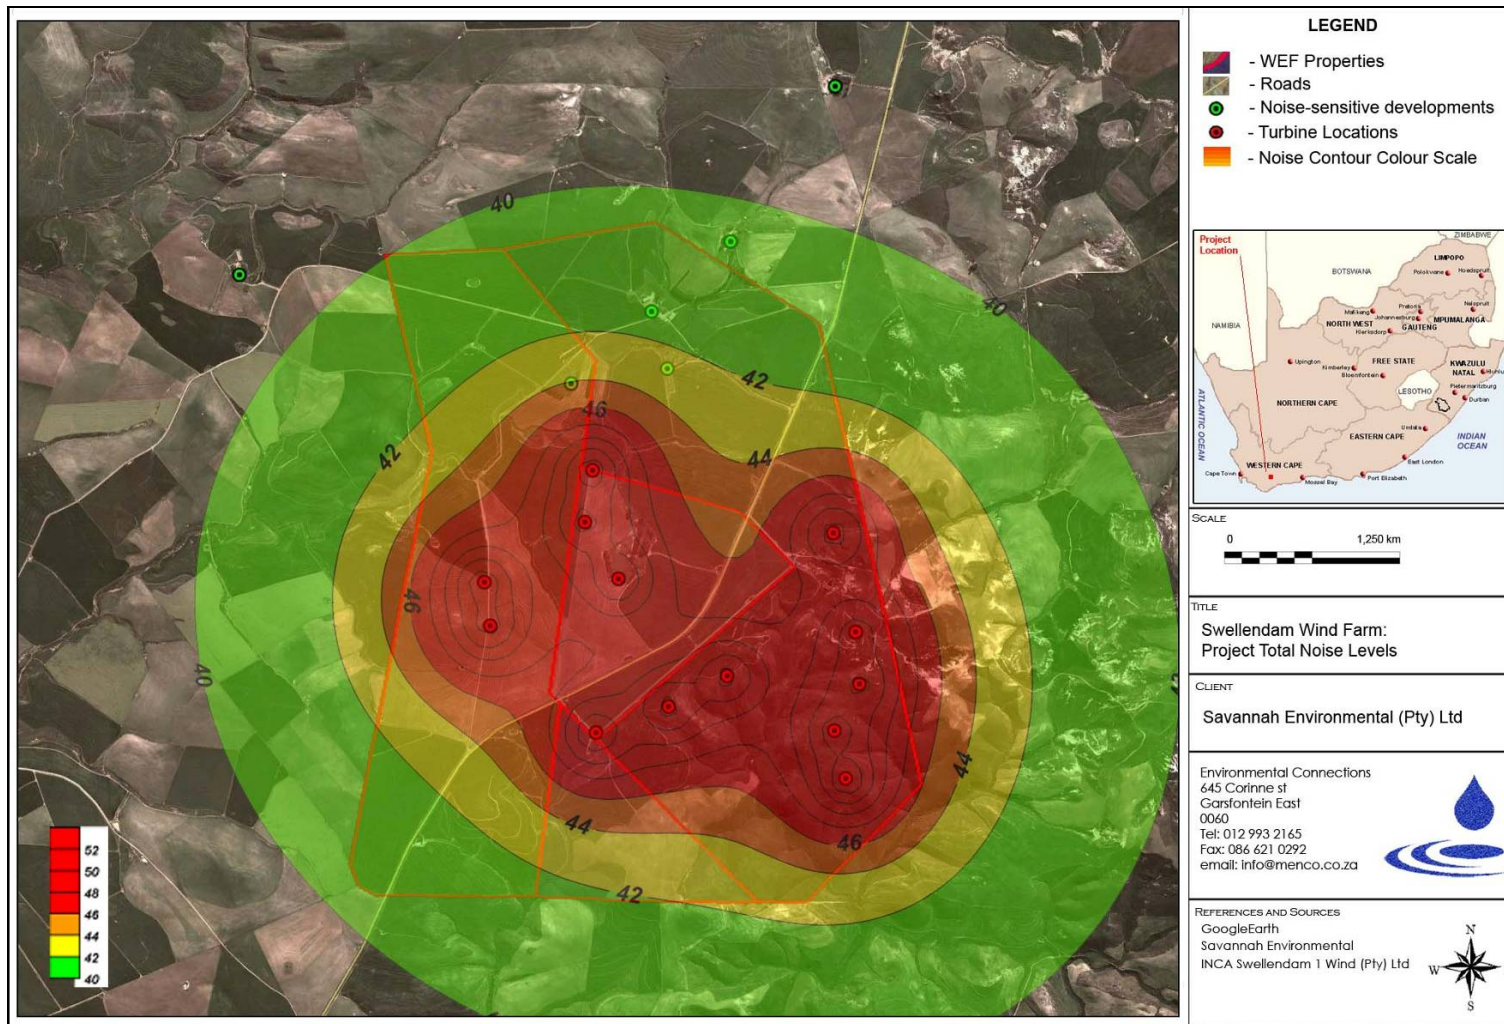 LEGEND
- WEF Properties
- Roads
- Noise-sensitive developments
- Turbine Locations
- Noise Contour Colour Scale
40
40
42
42
46
44
46
40
44
44
46
42
52
50
48
46
44
42
40
Project
Location
ZIMBABWE
LIMPOPO
BOTSWANA
Polokwane
Hoedspruit
Nelspruit
Pretoria
Mafikeng
Johannesburg
MPUMALANGA
NAMIBIA
NORTH WEST
GAUTENG
Klerksdorp
Upington
FREE STATE
KWAZULU
NATAL
Kimberley
Bloemfontein
LESOTHO
Pietermaritzburg
Durban
ATLANTIC OCEAN
NORTHERN CAPE
Umtata
EASTERN CAPE
INDIAN
OCEAN
East London
WESTERN CAPE
Cape Town
Mossel Bay
Port Elizabeth
SCALE
0 1,250 km
TITLE
Swellendam Wind Farm:
Project Total Noise Levels
CLIENT
Savannah Environmental (Pty) Ltd
Environmental Connections
645 Corinne st
Garsfontein East
0060
Tel: 012 993 2165
Fax: 086 621 0292
email: info@menco.co.za
REFERENCES AND SOURCES
GoogleEarth
Savannah Environmental
INCA Swellendam 1 Wind (Pty) Ltd
N
W E
S